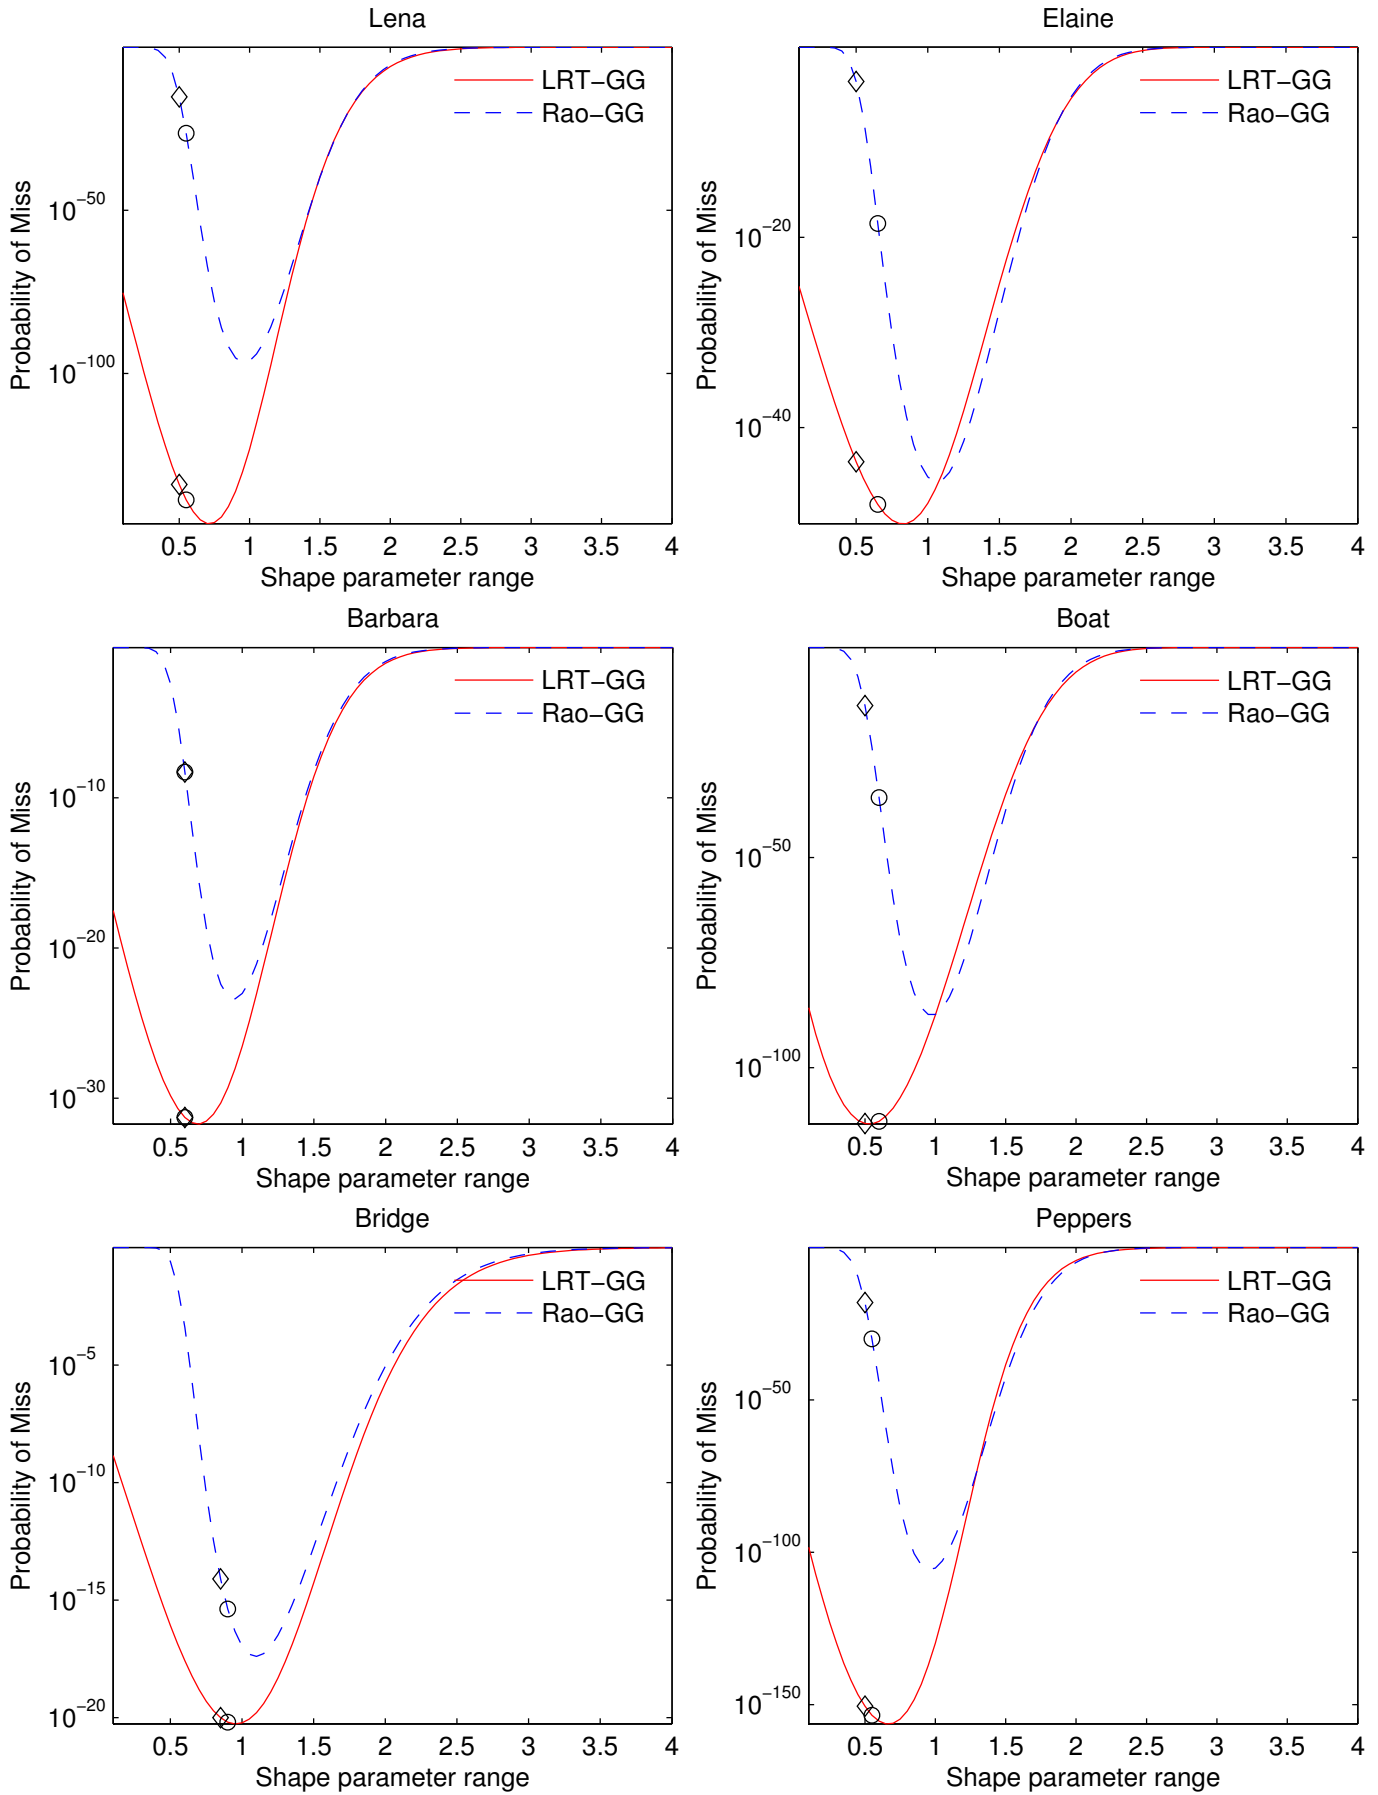 Lena
LRT−GG
Rao−GG
10−50
10−100
Probability of Miss
0.5 1 1.5 2 2.5 3 3.5 4
Shape parameter range
Elaine
LRT−GG
Rao−GG
10−20
10−40
Probability of Miss
0.5 1 1.5 2 2.5 3 3.5 4
Shape parameter range
Barbara
LRT−GG
Rao−GG
10−10
10−20
10−30
Probability of Miss
0.5 1 1.5 2 2.5 3 3.5 4
Shape parameter range
Boat
LRT−GG
Rao−GG
10−50
10−100
Probability of Miss
0.5 1 1.5 2 2.5 3 3.5 4
Shape parameter range
Bridge
LRT−GG
Rao−GG
10−5
10−10
10−15
10−20
Probability of Miss
0.5 1 1.5 2 2.5 3 3.5 4
Shape parameter range
Peppers
LRT−GG
Rao−GG
10−50
10−100
10−150
Probability of Miss
0.5 1 1.5 2 2.5 3 3.5 4
Shape parameter range